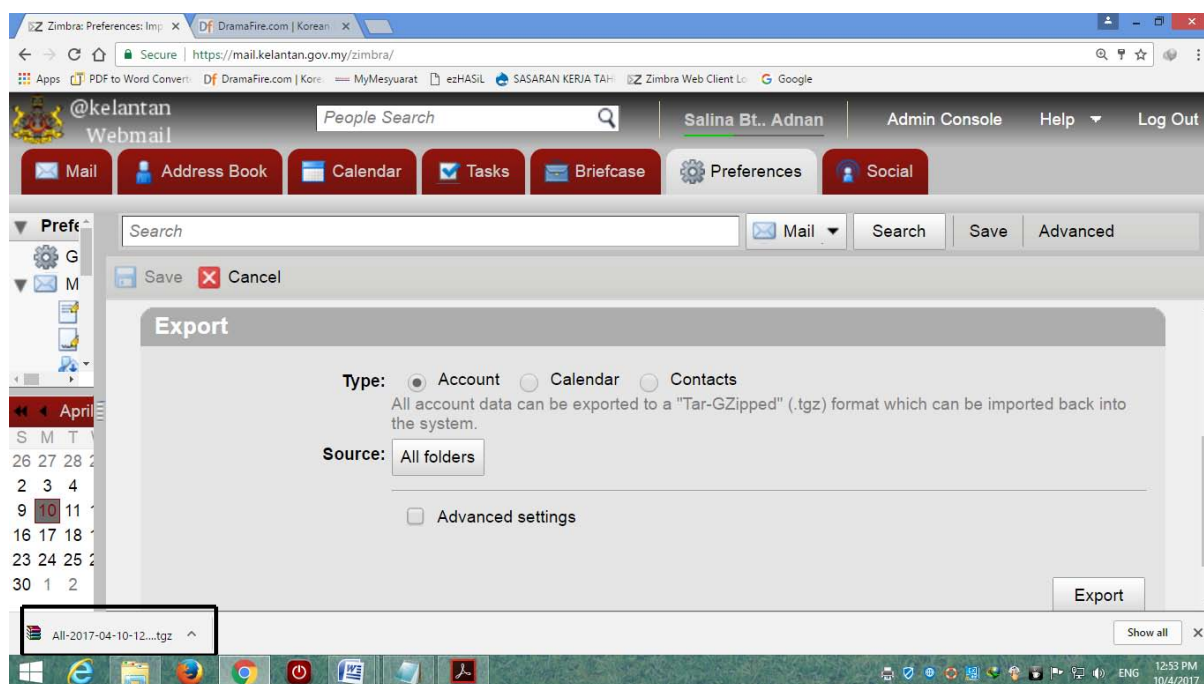 Zimbra: Preferences: Imp
DramaFire.com | Korean
Secure | https://mail.kelantan.gov.my/zimbra/
Apps PDF to Word Convert DramaFire.com | Kore MyMesyuarat ezHASiL SASARAN KERJA TAH Zimbra Web Client Lo Google
@kelantan
Webmail
People Search
Salina Bt.. Adnan
Admin Console
Help
Log Out
Mail Address Book Calendar Tasks Briefcase Preferences Social
Prefe
Search
Mail
Search
Save
Advanced
G
M
Save Cancel
Export
Type: Account Calendar Contacts
All account data can be exported to a "Tar-GZipped" (.tgz) format which can be imported back into
the system.
Source: All folders
Advanced settings
Export
April
S M T
26 27 28
2 3 4
9 10 11
16 17 18
23 24 25
30 1 2
All-2017-04-10-12....tgz
Show all
ENG
12:53 PM
10/4/2017